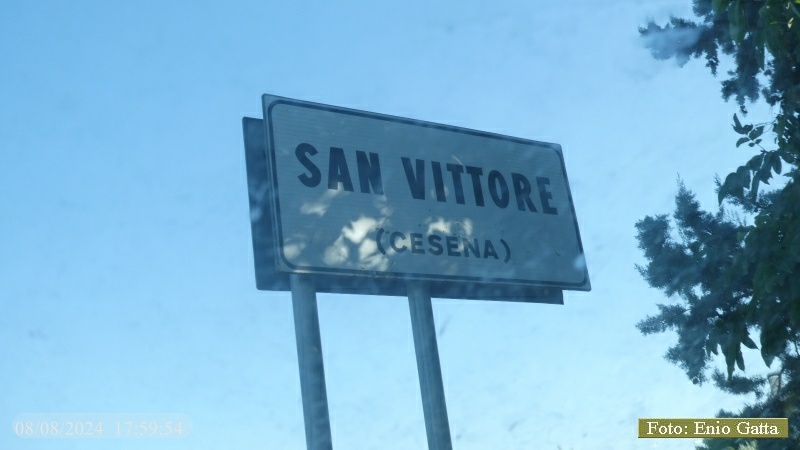 SAN VITTORE
(CESENA)
08/08/2024 17:59:54
Foto: Enio Gatta